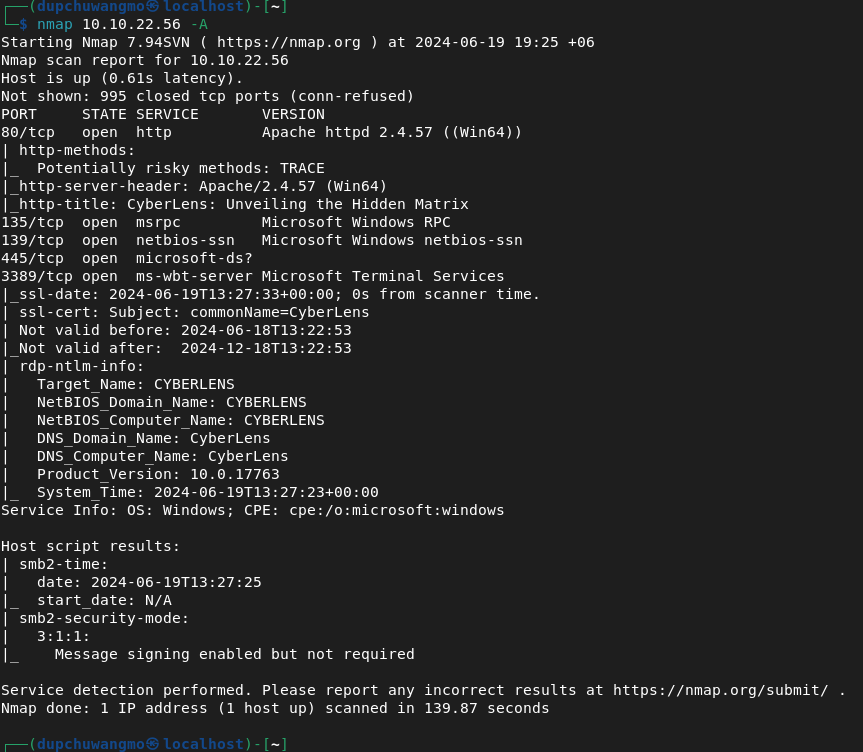 ┌──(dupchuwangmo㉿localhost)-[~]
└─$ nmap 10.10.22.56 -A
Starting Nmap 7.94SVN ( https://nmap.org ) at 2024-06-19 19:25 +06
Nmap scan report for 10.10.22.56
Host is up (0.61s latency).
Not shown: 995 closed tcp ports (conn-refused)
PORT     STATE SERVICE       VERSION
80/tcp   open  http          Apache httpd 2.4.57 ((Win64))
| http-methods:
|_  Potentially risky methods: TRACE
|_http-server-header: Apache/2.4.57 (Win64)
|_http-title: CyberLens: Unveiling the Hidden Matrix
135/tcp  open  msrpc         Microsoft Windows RPC
139/tcp  open  netbios-ssn   Microsoft Windows netbios-ssn
445/tcp  open  microsoft-ds?
3389/tcp open  ms-wbt-server Microsoft Terminal Services
|_ssl-date: 2024-06-19T13:27:33+00:00; 0s from scanner time.
| ssl-cert: Subject: commonName=CyberLens
| Not valid before: 2024-06-18T13:22:53
|_Not valid after:  2024-12-18T13:22:53
| rdp-ntlm-info:
|   Target_Name: CYBERLENS
|   NetBIOS_Domain_Name: CYBERLENS
|   NetBIOS_Computer_Name: CYBERLENS
|   DNS_Domain_Name: CyberLens
|   DNS_Computer_Name: CyberLens
|   Product_Version: 10.0.17763
|_  System_Time: 2024-06-19T13:27:23+00:00
Service Info: OS: Windows; CPE: cpe:/o:microsoft:windows

Host script results:
| smb2-time:
|   date: 2024-06-19T13:27:25
|_  start_date: N/A
| smb2-security-mode:
|   3:1:1:
|_    Message signing enabled but not required

Service detection performed. Please report any incorrect results at https://nmap.org/submit/ .
Nmap done: 1 IP address (1 host up) scanned in 139.87 seconds

┌──(dupchuwangmo㉿localhost)-[~]